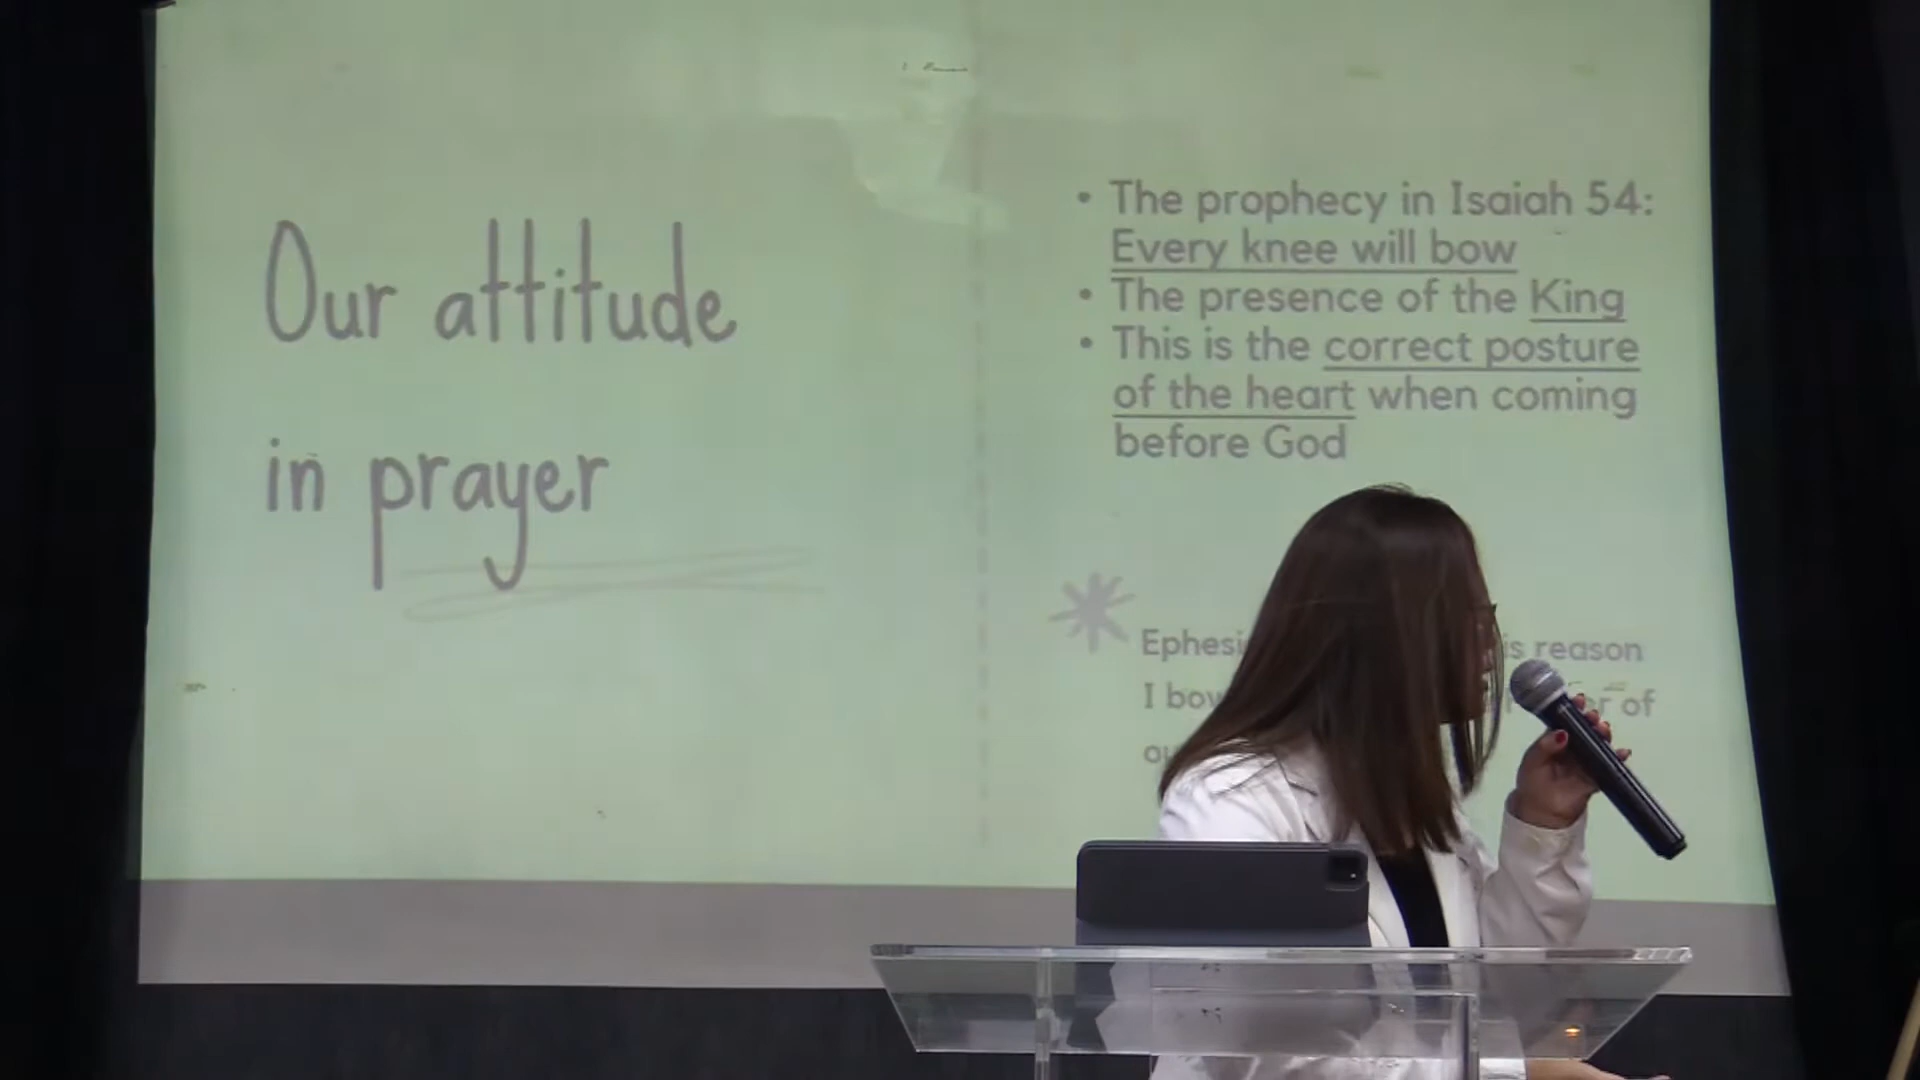 Our attitude
in prayer
• The prophecy in Isaiah 54:
Every knee will bow
• The presence of the King
• This is the correct posture
of the heart when coming
before God
reason
I
of